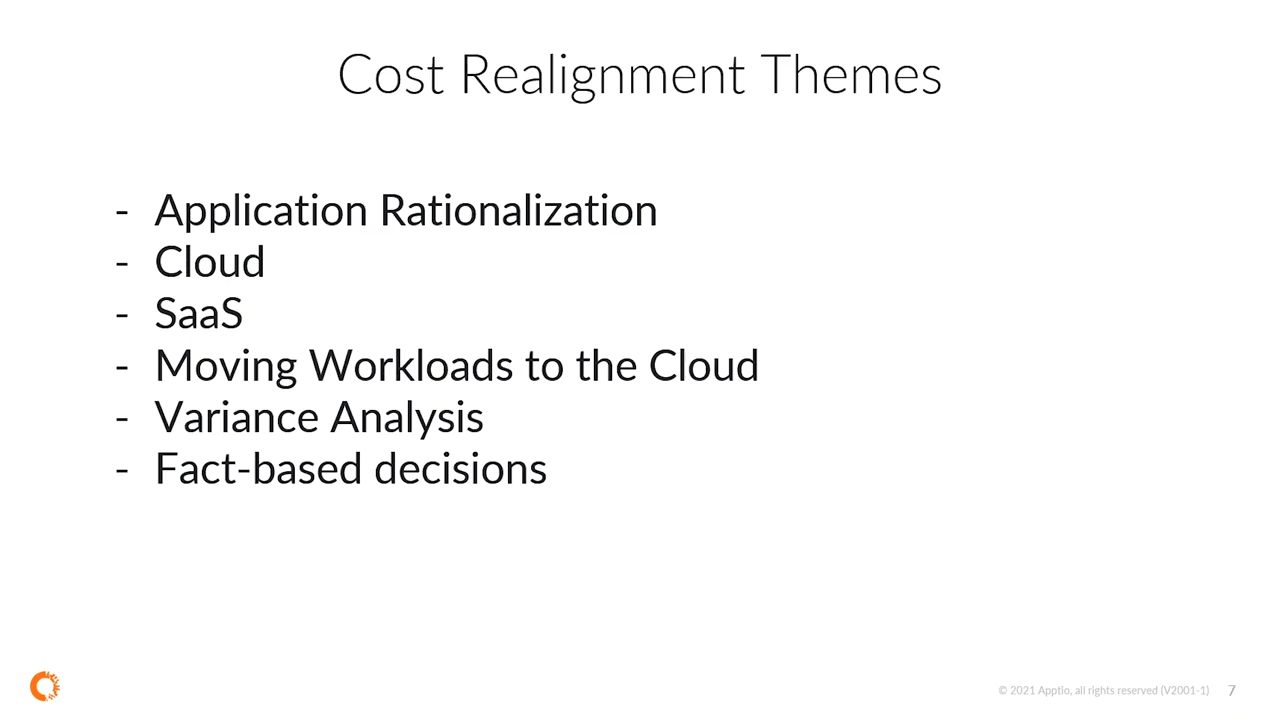 Cost Realignment Themes
- Application Rationalization
- Cloud
- SaaS
- Moving Workloads to the Cloud
- Variance Analysis
- Fact-based decisions
© 2021 Apptio, all rights reserved (V2001-1) 7